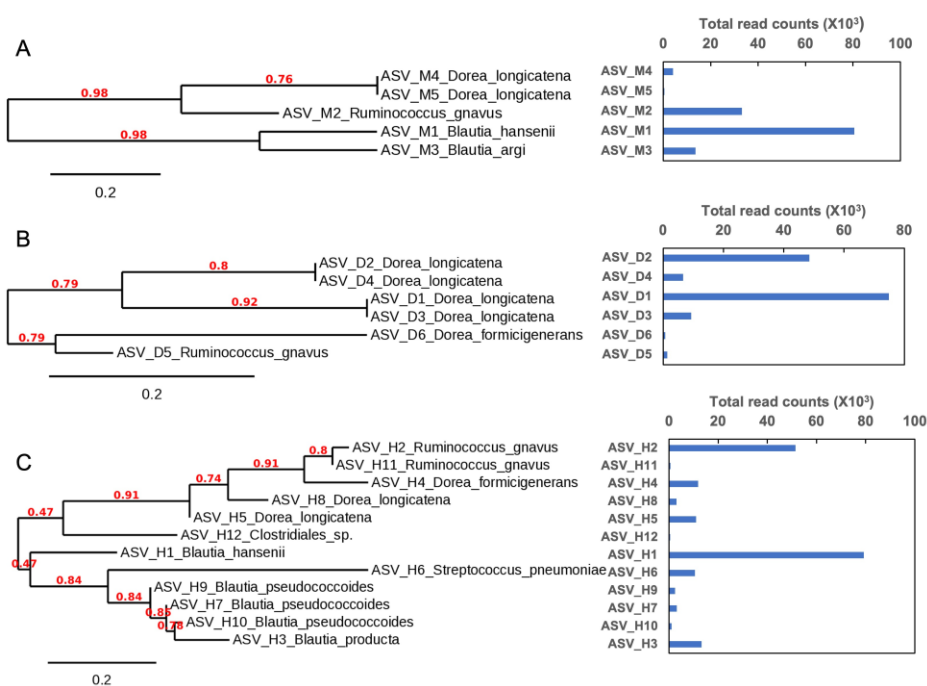 A
Total read counts (X10³)
0 20 40 60 80 100
0.98
0.76
ASV_M4_Dorea_longicatena
ASV_M5_Dorea_longicatena
ASV_M2_Ruminococcus_gnavus
0.98
ASV_M1_Blautia_hansenii
ASV_M3_Blautia_argi
0.2
ASV_M4
ASV_M5
ASV_M2
ASV_M1
ASV_M3
B
Total read counts (X10³)
0 20 40 60 80
0.79
0.8
ASV_D2_Dorea_longicatena
ASV_D4_Dorea_longicatena
0.92
ASV_D1_Dorea_longicatena
ASV_D3_Dorea_longicatena
0.79
ASV_D6_Dorea_formicigenerans
ASV_D5_Ruminococcus_gnavus
0.2
ASV_D2
ASV_D4
ASV_D1
ASV_D3
ASV_D6
ASV_D5
C
Total read counts (X10³)
0 20 40 60 80 100
0.8
ASV_H2_Ruminococcus_gnavus
0.91
ASV_H11_Ruminococcus_gnavus
0.74
ASV_H4_Dorea_formicigenerans
0.91
ASV_H8_Dorea_longicatena
0.47
ASV_H5_Dorea_longicatena
ASV_H12_Clostridiales_sp.
ASV_H1_Blautia_hansenii
0.47
ASV_H6_Streptococcus_pneumoniae
0.84
ASV_H9_Blautia_pseudococcoides
0.84
ASV_H7_Blautia_pseudococcoides
0.85
ASV_H10_Blautia_pseudococcoides
0.78
ASV_H3_Blautia_producta
0.2
ASV_H2
ASV_H11
ASV_H4
ASV_H8
ASV_H5
ASV_H12
ASV_H1
ASV_H6
ASV_H9
ASV_H7
ASV_H10
ASV_H3